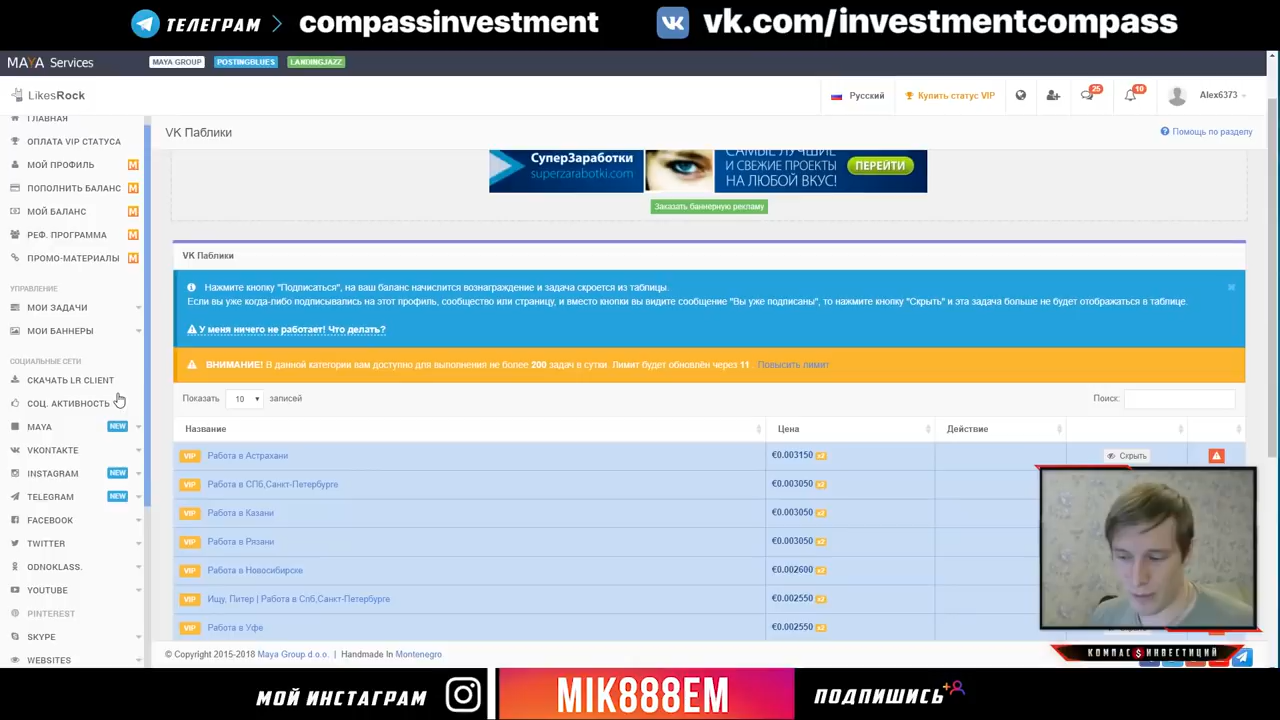 ТЕЛЕГРАМ > compassinvestment
vk.com/investmentcompass
MAYA Services
MAYA GROUP
POSTINGBLUES
LANDINGJAZZ
LikesRock
Русский
Купить статус VIP
25
10
Alex6373
ГЛАВНАЯ
ОПЛАТА VIP СТАТУСА
МОЙ ПРОФИЛЬ
ПОПОЛНИТЬ БАЛАНС
МОЙ БАЛАНС
РЕФ. ПРОГРАММА
ПРОМО-МАТЕРИАЛЫ
УПРАВЛЕНИЕ
МОИ ЗАДАЧИ
МОИ БАННЕРЫ
СОЦИАЛЬНЫЕ СЕТИ
СКАЧАТЬ LR CLIENT
СОЦ. АКТИВНОСТЬ
MAYA NEW
VKONTAKTE
INSTAGRAM NEW
TELEGRAM NEW
FACEBOOK
TWITTER
ODNOKLASS.
YOUTUBE
PINTEREST
SKYPE
WEBSITES
VK Паблики
Помощь по разделу
СуперЗаработки
superzarabotki.com
САМЫЕ ЛУЧШИЕ
И СВЕЖИЕ ПРОЕКТЫ
НА ЛЮБОЙ ВКУС!
ПЕРЕЙТИ
Заказать баннерную рекламу
VK Паблики
Нажмите кнопку "Подписаться", на ваш баланс начислится вознаграждение и задача скроется из таблицы.
Если вы уже когда-либо подписывались на этот профиль, сообщество или страницу, и вместо кнопки вы видите сообщение "Вы уже подписаны", то нажмите кнопку "Скрыть" и эта задача больше не будет отображаться в таблице.
У меня ничего не работает! Что делать?
ВНИМАНИЕ! В данной категории вам доступно для выполнения не более 200 задач в сутки. Лимит будет обновлён через 11 Повысить лимит
Показать 10 записей
Поиск:
Название Цена Действие
VIP Работа в Астрахани €0.003150 x2 Скрыть
VIP Работа в СПб,Санкт-Петербурге €0.003050 x2
VIP Работа в Казани €0.003050 x2
VIP Работа в Рязани €0.003050 x2
VIP Работа в Новосибирске €0.002600 x2
VIP Ищу, Питер | Работа в Спб,Санкт-Петербурге €0.002550 x2
VIP Работа в Уфе €0.002550 x2
© Copyright 2015-2018 Maya Group d.o.o. | Handmade In Montenegro
КОМПАС $ ИНВЕСТИЦИЙ
МОЙ ИНСТАГРАМ
MIK888EM
ПОДПИШИСЬ